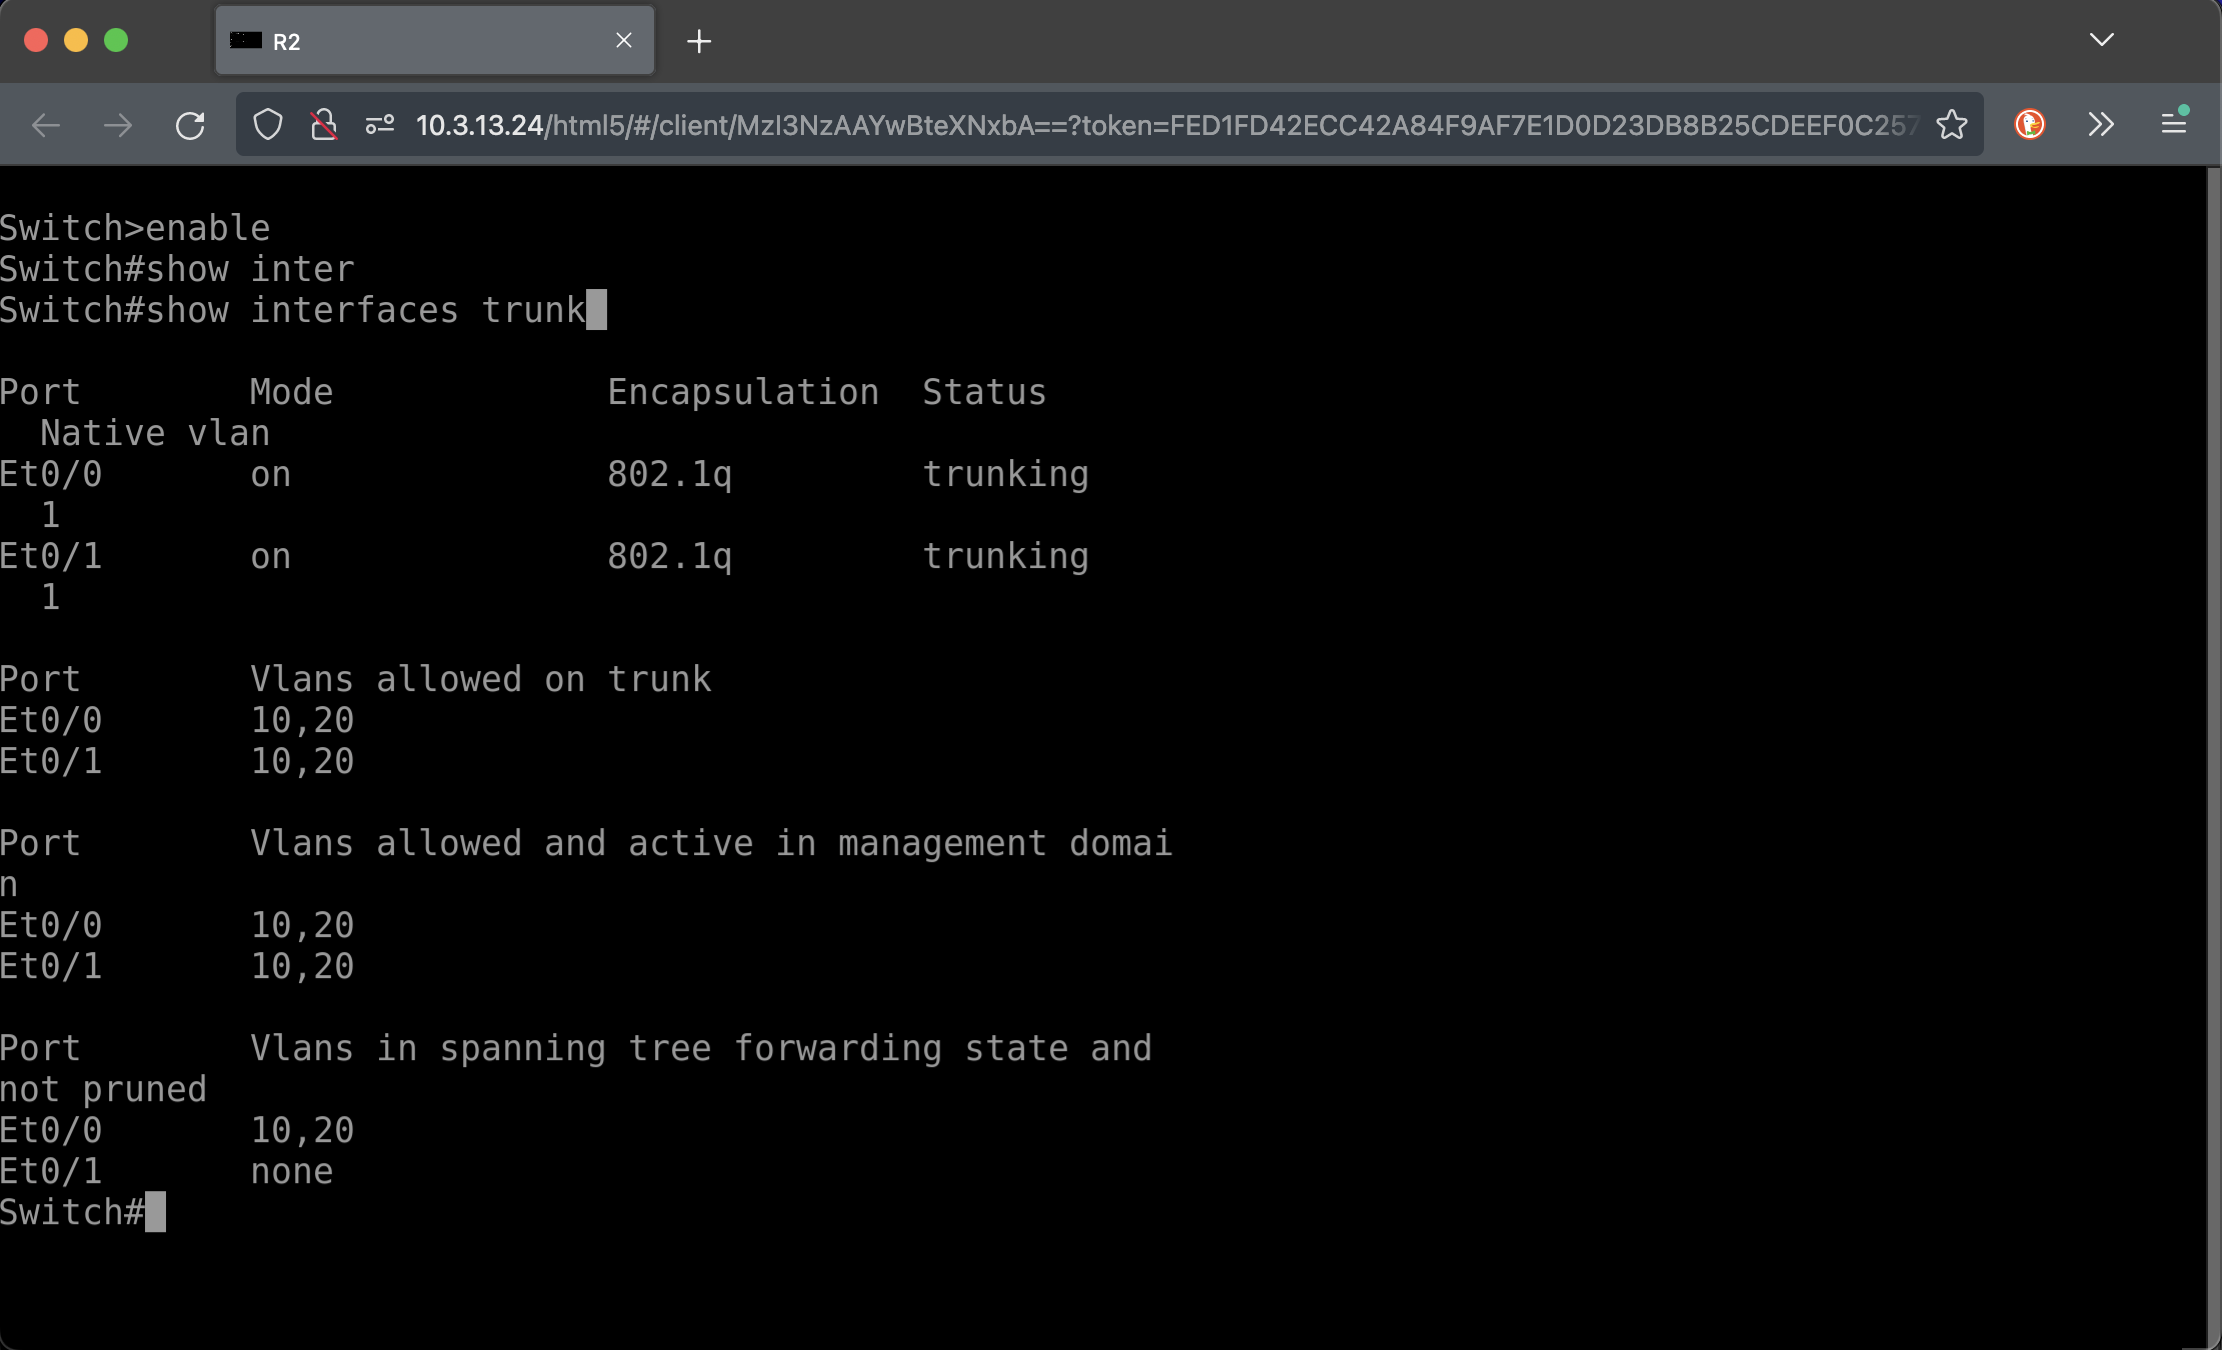 R2
10.3.13.24/html5/#/client/MzI3NzAAYwBteXNxbA==?token=FED1FD42ECC42A84F9AF7E1D0D23DB8B25CDEEF0C257
Switch>enable
Switch#show inter
Switch#show interfaces trunk
Port        Mode             Encapsulation  Status
  Native vlan
Et0/0       on               802.1q         trunking
  1
Et0/1       on               802.1q         trunking
  1
Port        Vlans allowed on trunk
Et0/0       10,20
Et0/1       10,20
Port        Vlans allowed and active in management domai
n
Et0/0       10,20
Et0/1       10,20
Port        Vlans in spanning tree forwarding state and
not pruned
Et0/0       10,20
Et0/1       none
Switch#